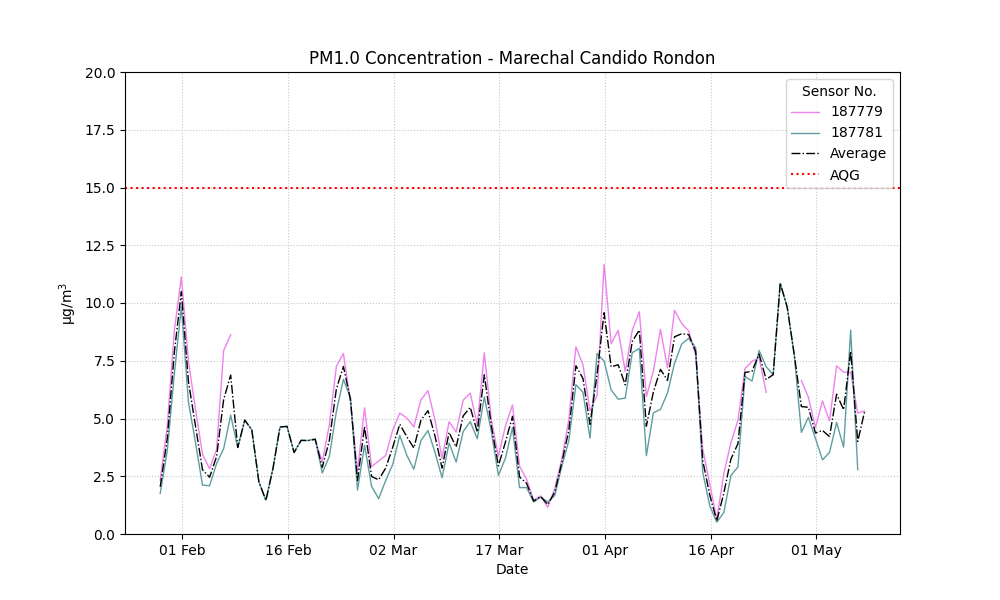 PM1.0 Concentration - Marechal Candido Rondon
20.0
17.5
15.0
12.5
10.0
7.5
5.0
2.5
0.0
µg/m³
Sensor No.
187779
187781
Average
AQG
01 Feb
16 Feb
02 Mar
17 Mar
01 Apr
16 Apr
01 May
Date